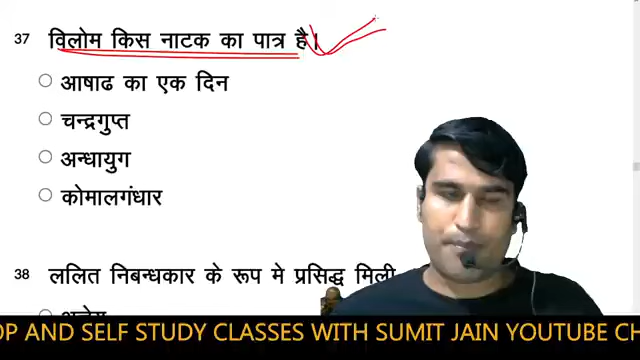 37 विलोम किस नाटक का पात्र है।
आषाढ का एक दिन
चन्द्रगुप्त
अन्धायुग
कोमालगंधार
38 ललित निबन्धकार के रूप मे प्रसिद्ध मिली
OP AND SELF STUDY CLASSES WITH SUMIT JAIN YOUTUBE CH